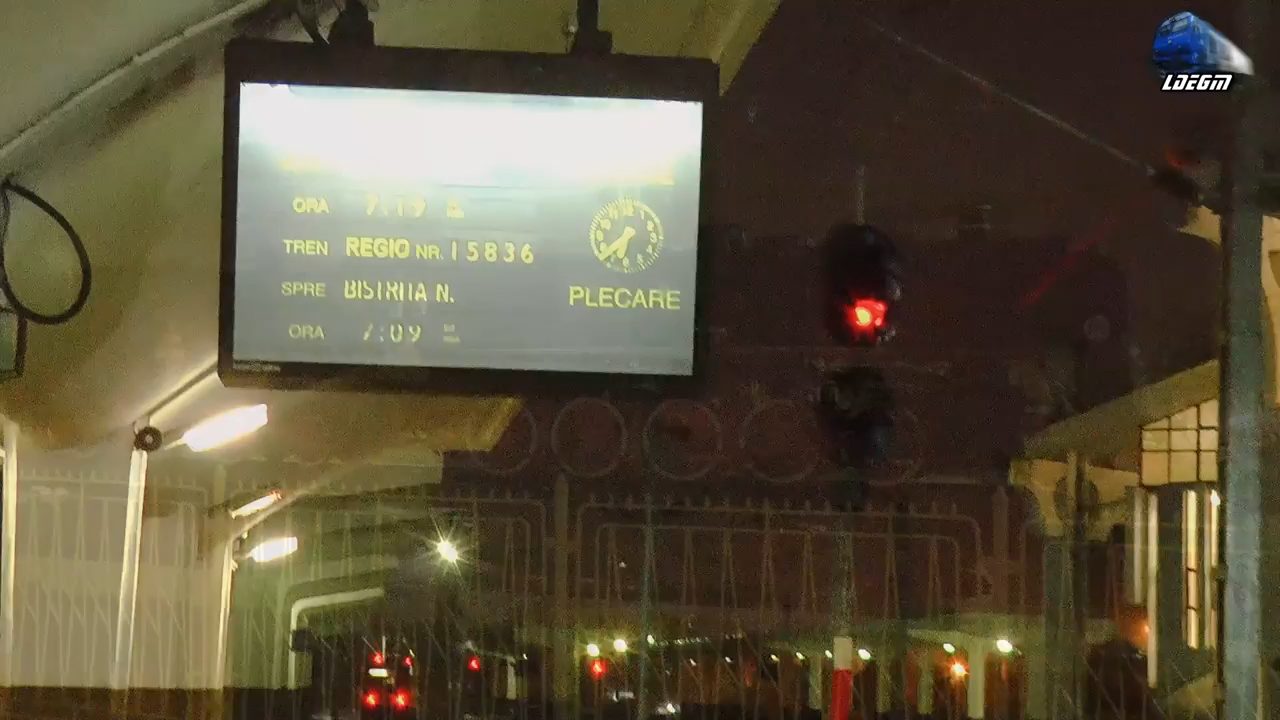 LDEGM
ORA 7:19
TREN REGIO NR. 15836
SPRE BISTRITA N.
PLECARE
ORA 7:09